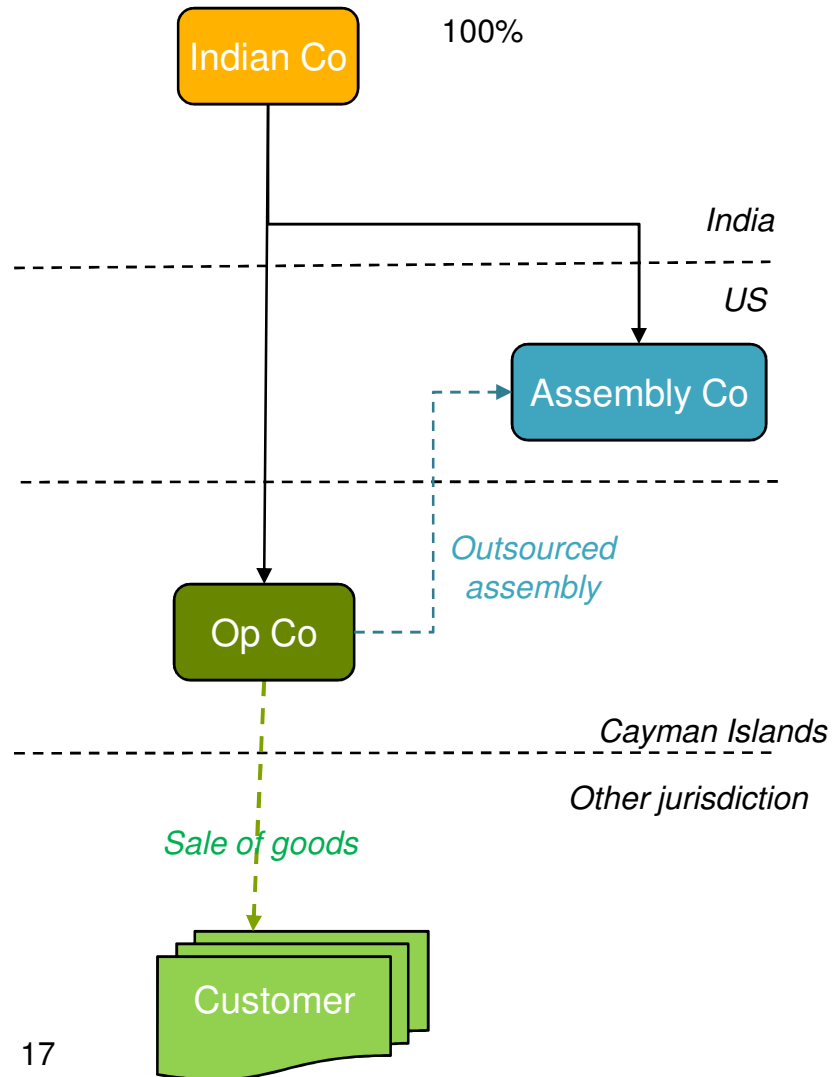 100%
Indian Co
India
US
Assembly Co
Outsourced
assembly
Op Co
Cayman Islands
Other jurisdiction
Sale of goods
Customer
17